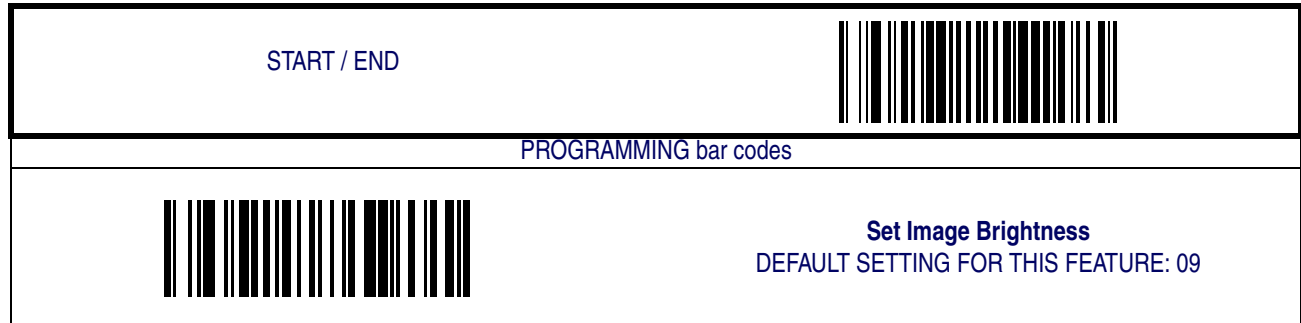 START / END
PROGRAMMING bar codes
Set Image Brightness
DEFAULT SETTING FOR THIS FEATURE: 09